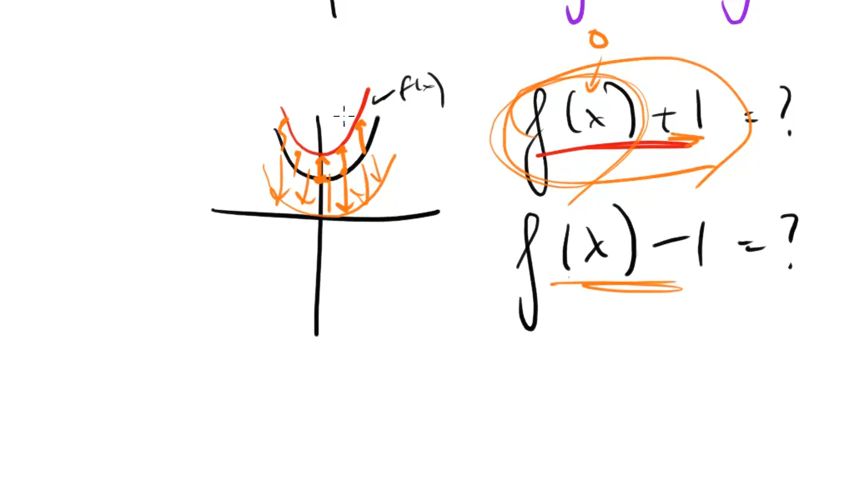 0
f(x)
f(x) + 1 = ?
f(x) - 1 = ?